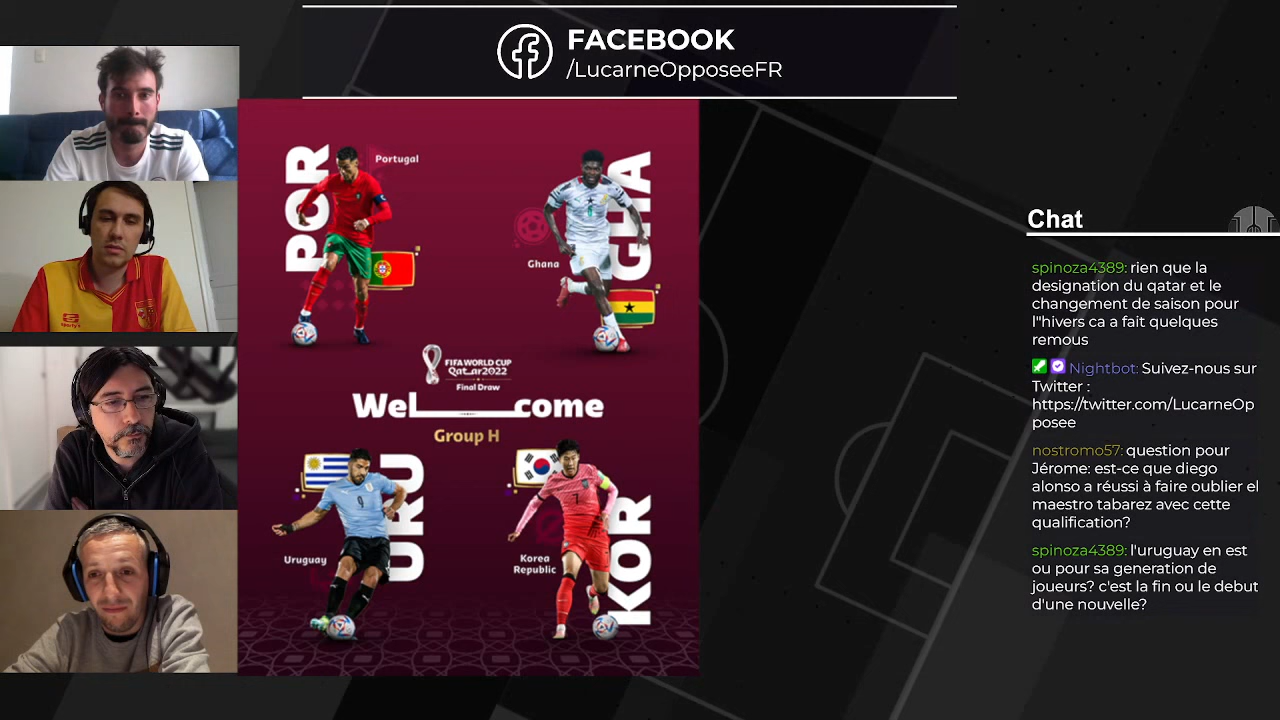 FACEBOOK
/LucarneOpposeeFR
POR
Portugal
GHA
Ghana
FIFA WORLD CUP
Qatar2022
Final Draw
Wel come
Group H
URU
Uruguay
9
KOR
Korea
Republic
7
Chat
spinoza4389: rien que la
designation du qatar et le
changement de saison pour
l"hivers ca a fait quelques
remous
Nightbot: Suivez-nous sur
Twitter :
https://twitter.com/LucarneOp
posee
nostromo57: question pour
Jérome: est-ce que diego
alonso a réussi à faire oublier el
maestro tabarez avec cette
qualification?
spinoza4389: l'uruguay en est
ou pour sa generation de
joueurs? c'est la fin ou le debut
d'une nouvelle?